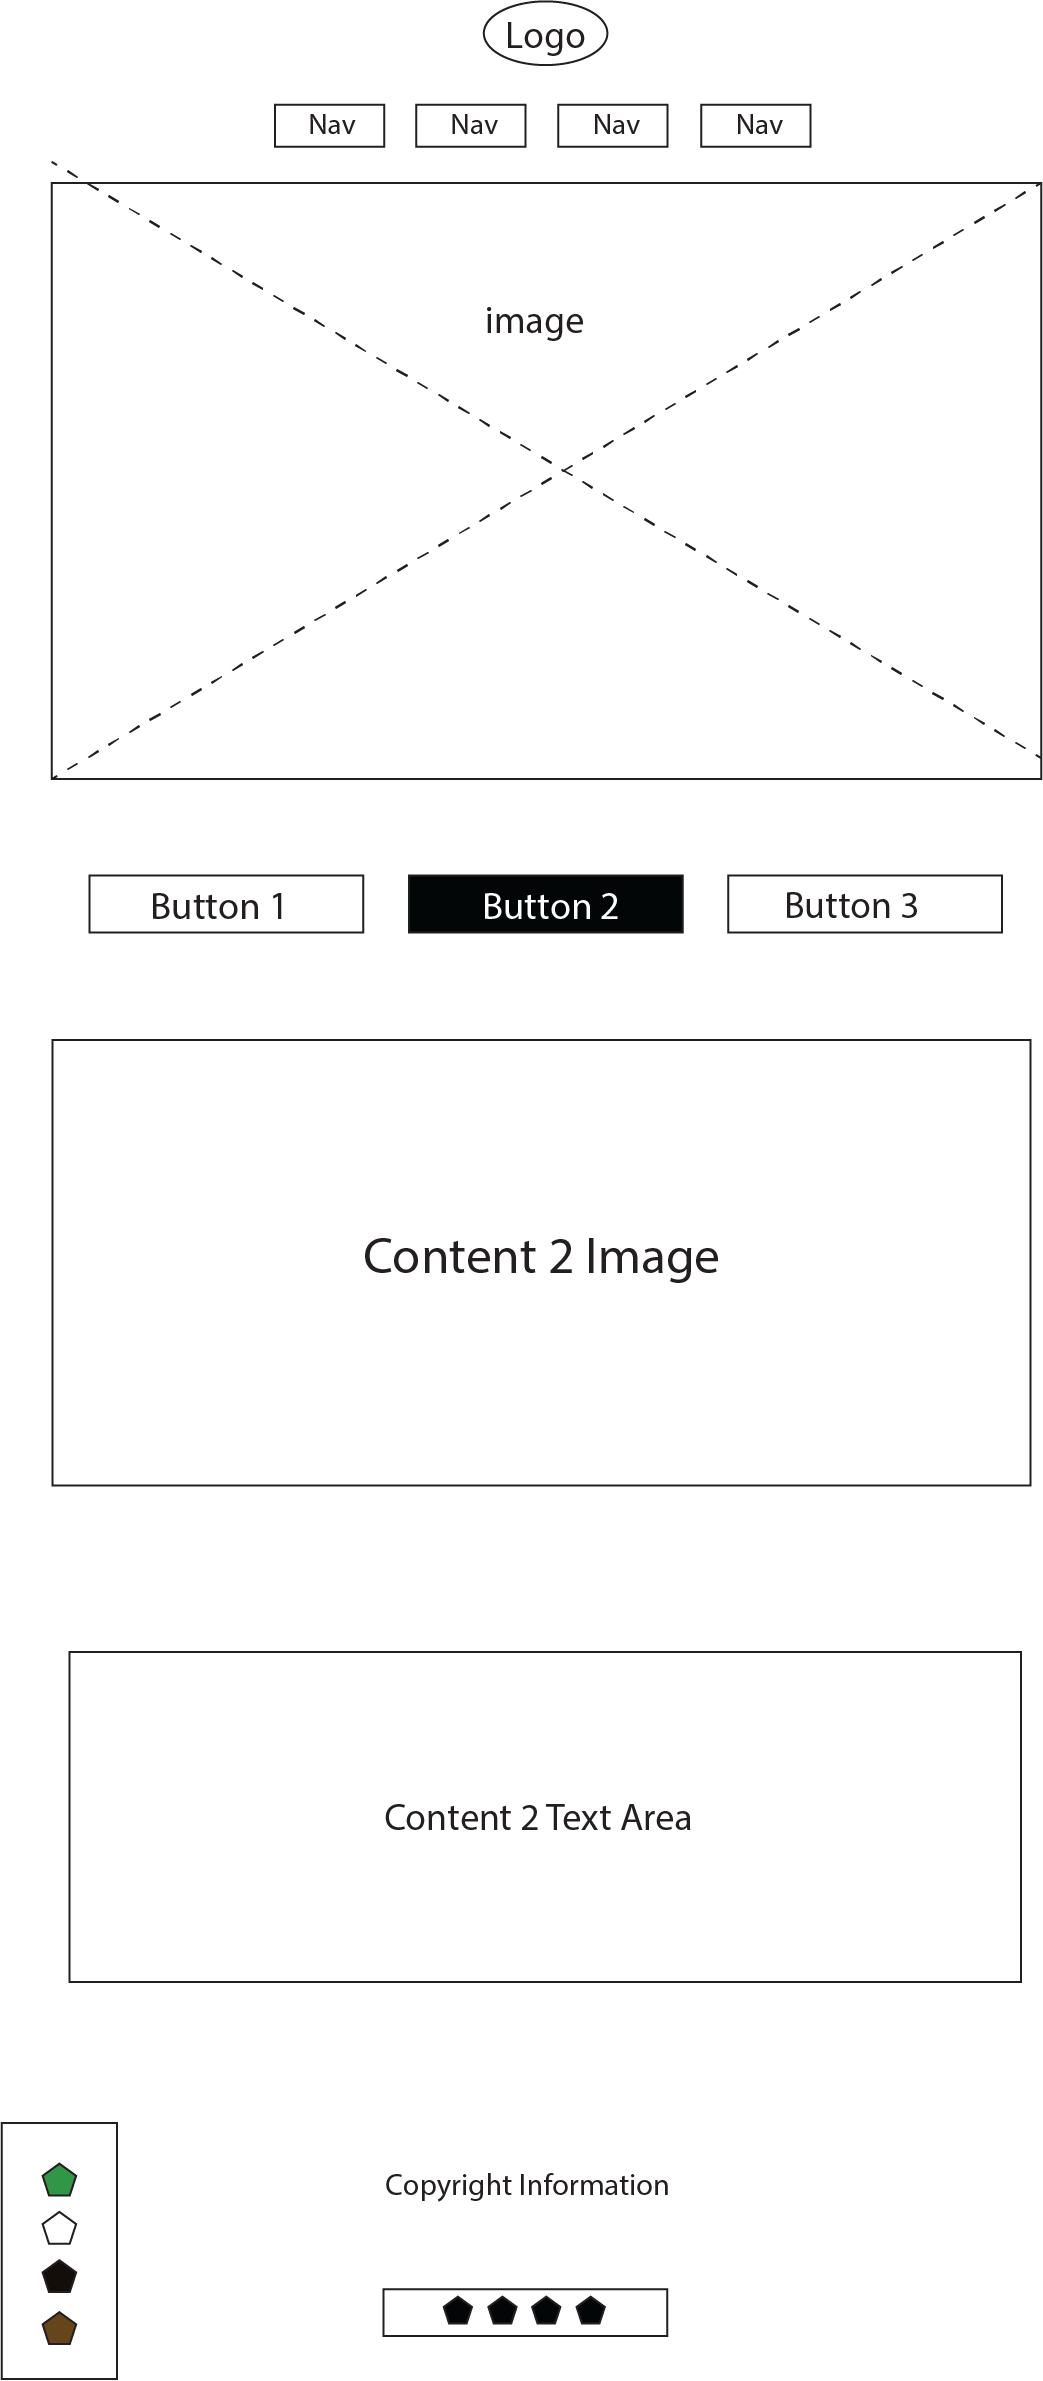 Logo
Nav Nav Nav Nav
image
Button 1 Button 2 Button 3
Content 2 Image
Content 2 Text Area
Copyright Information